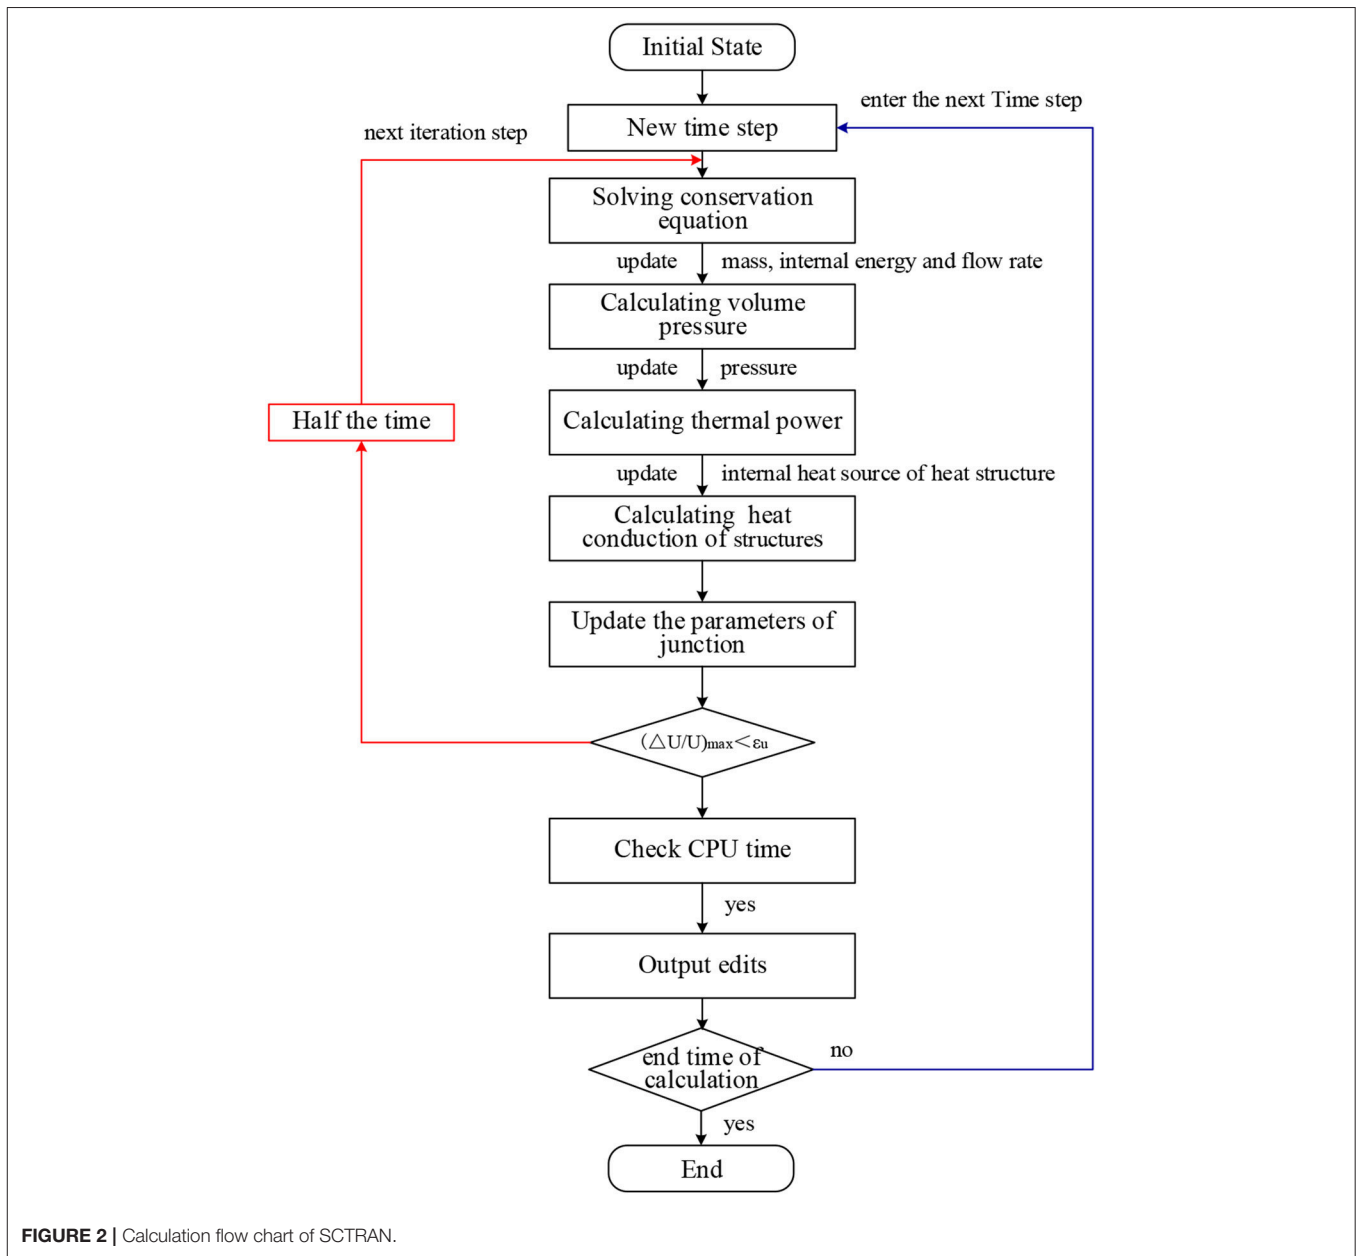 Initial State
enter the next Time step
New time step
next iteration step
Solving conservation
equation
update mass, internal energy and flow rate
Calculating volume
pressure
update pressure
Half the time
Calculating thermal power
update internal heat source of heat structure
Calculating heat
conduction of structures
Update the parameters of
junction
(△U/U)max＜εu
Check CPU time
yes
Output edits
end time of
calculation
no
yes
End
FIGURE 2 | Calculation flow chart of SCTRAN.